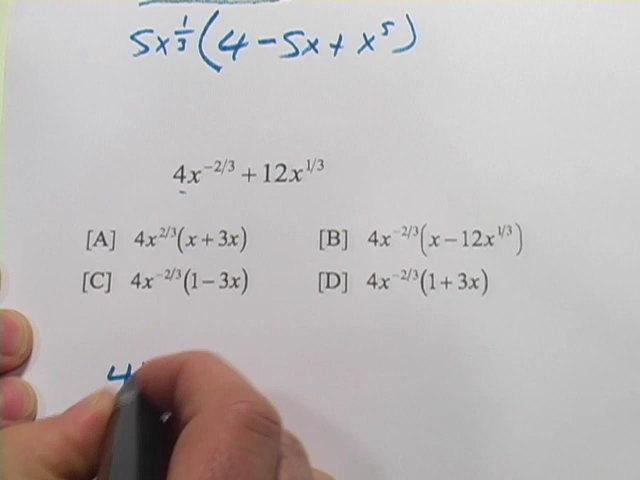 5x^{1/3}(4 - 5x + x^5)
4x^{-2/3} + 12x^{1/3}
[A] 4x^{2/3}(x + 3x) [B] 4x^{-2/3}(x - 12x^{1/3})
[C] 4x^{-2/3}(1 - 3x) [D] 4x^{-2/3}(1 + 3x)
4